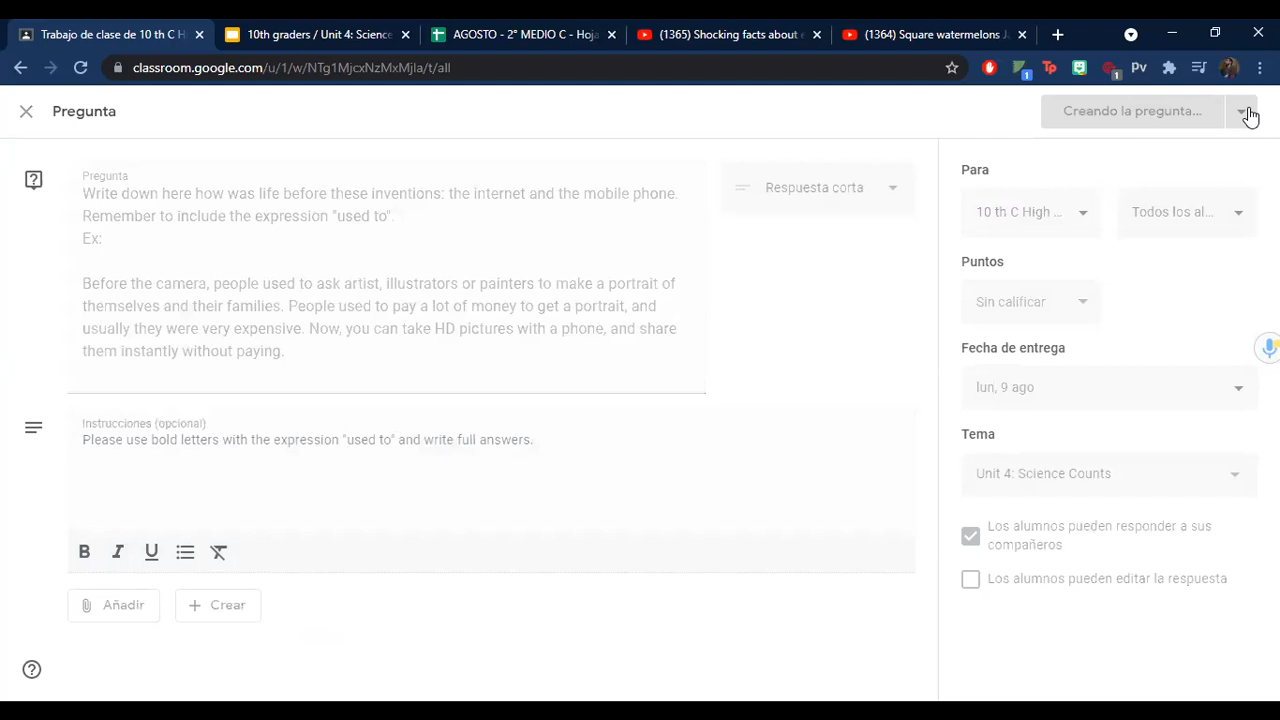 Trabajo de clase de 10 th C H
10th graders / Unit 4: Science
AGOSTO - 2° MEDIO C - Hoja
(1365) Shocking facts about e
(1364) Square watermelons J
classroom.google.com/u/1/w/NTg1MjcxNzMxMjla/t/all
1
1
Pv
Pregunta
Creando la pregunta...
Pregunta
Write down here how was life before these inventions: the internet and the mobile phone.
Remember to include the expression "used to".
Ex:
Before the camera, people used to ask artist, illustrators or painters to make a portrait of
themselves and their families. People used to pay a lot of money to get a portrait, and
usually they were very expensive. Now, you can take HD pictures with a phone, and share
them instantly without paying.
Respuesta corta
Instrucciones (opcional)
Please use bold letters with the expression "used to" and write full answers.
B I U
Añadir
Crear
Para
10 th C High ...
Todos los al...
Puntos
Sin calificar
Fecha de entrega
lun, 9 ago
Tema
Unit 4: Science Counts
Los alumnos pueden responder a sus
compañeros
Los alumnos pueden editar la respuesta